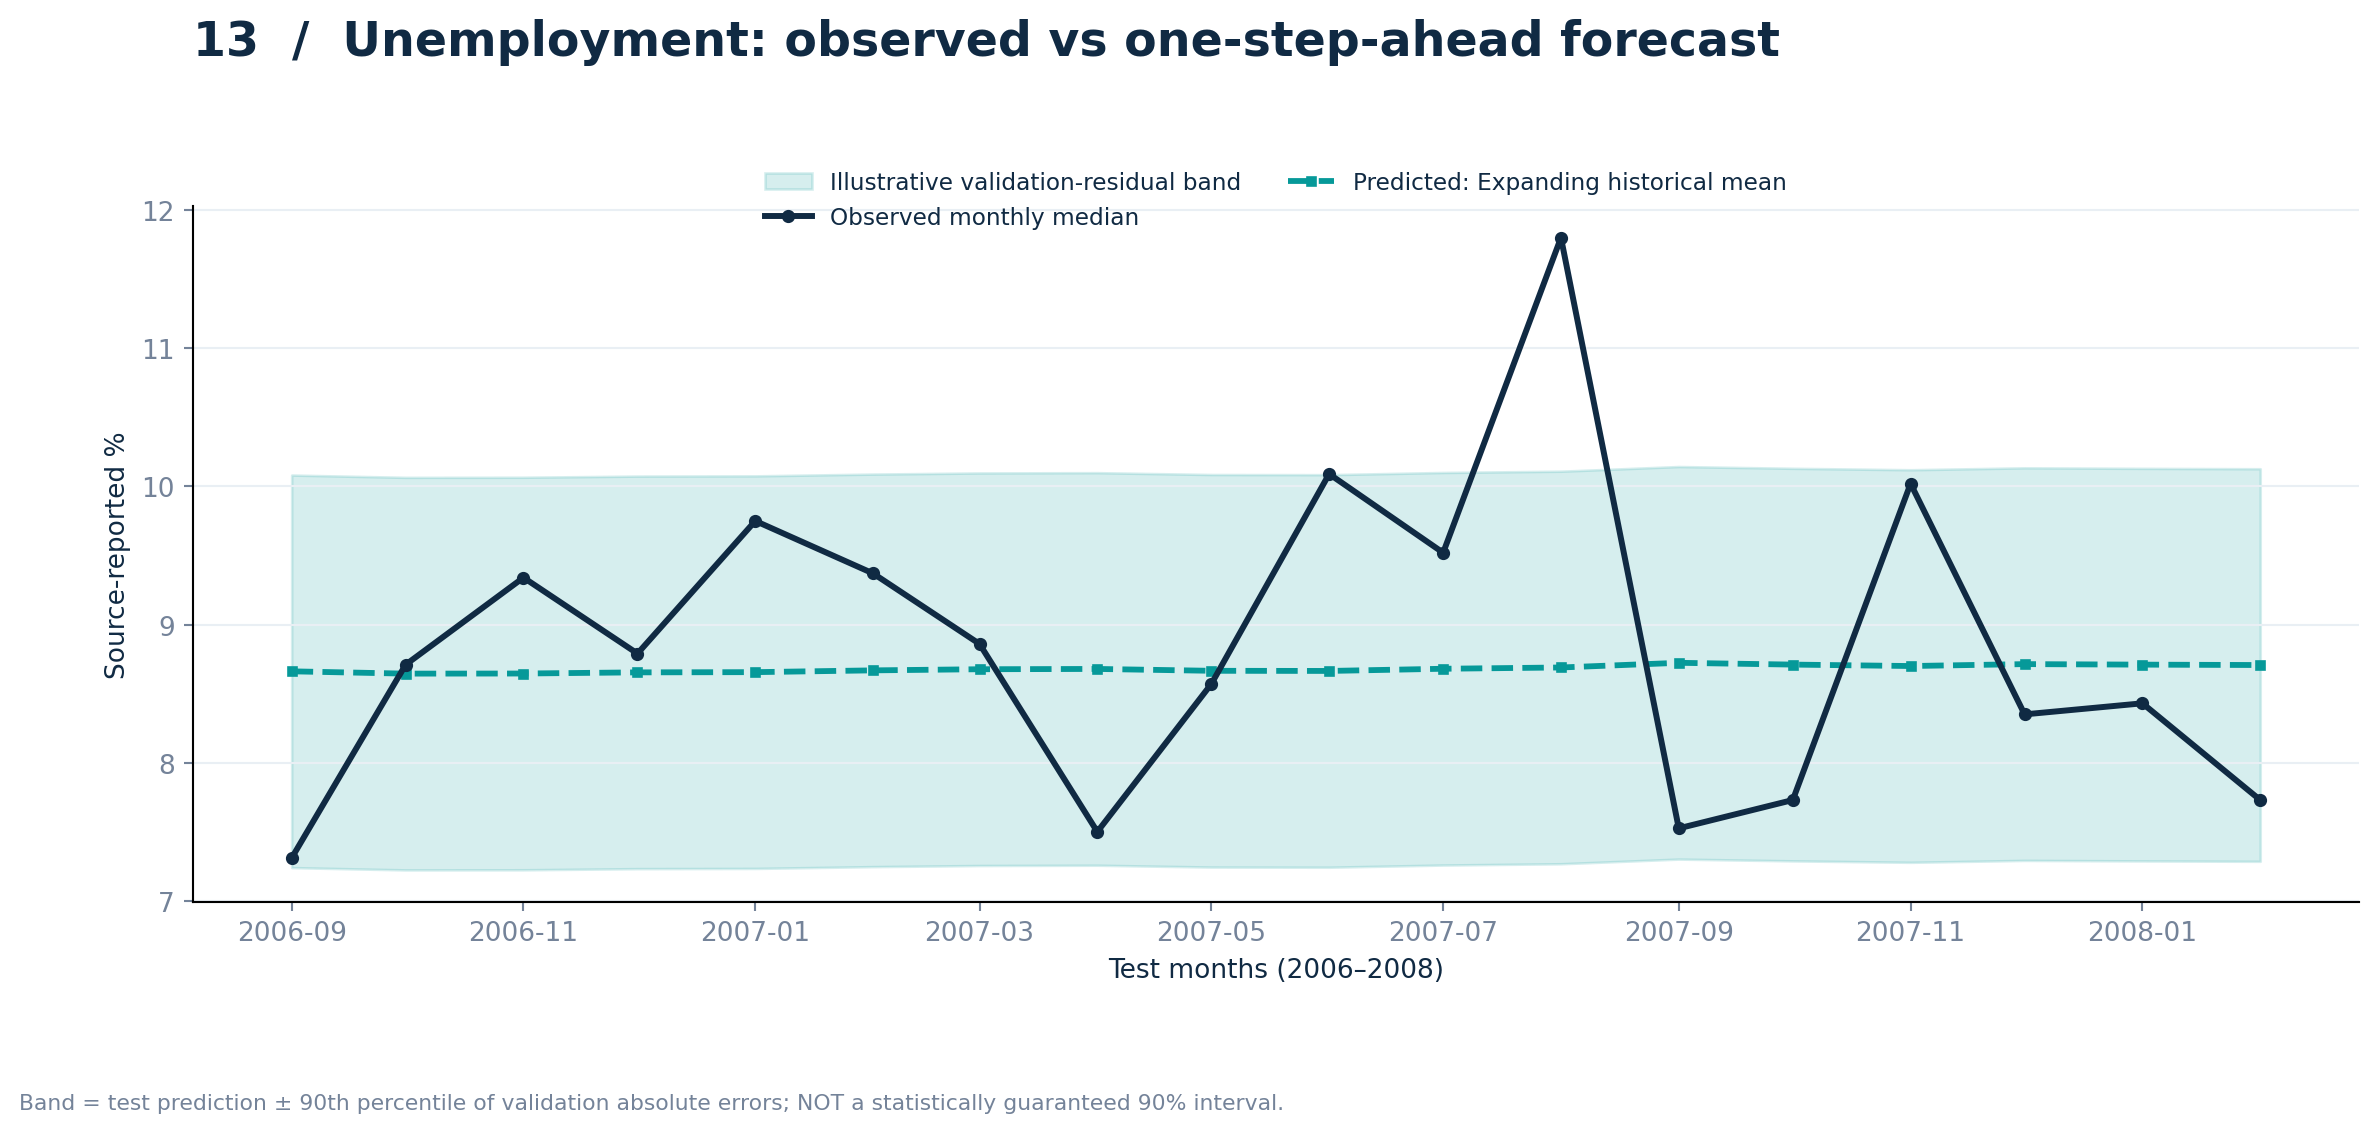 13 / Unemployment: observed vs one-step-ahead forecast
Illustrative validation-residual band
Predicted: Expanding historical mean
Observed monthly median
12
11
10
9
8
7
Source-reported %
2006-09
2006-11
2007-01
2007-03
2007-05
2007-07
2007-09
2007-11
2008-01
Test months (2006–2008)
Band = test prediction ± 90th percentile of validation absolute errors; NOT a statistically guaranteed 90% interval.